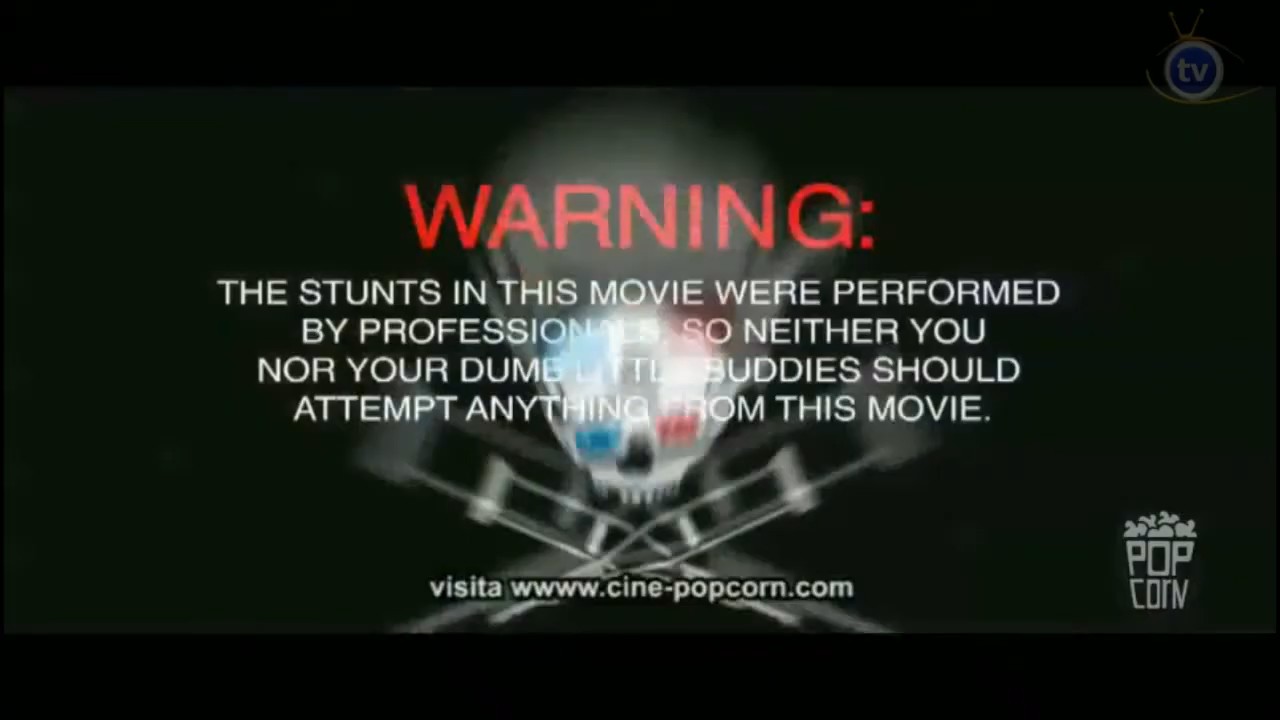 tv
WARNING:
THE STUNTS IN THIS MOVIE WERE PERFORMED
BY PROFESSIONALS, SO NEITHER YOU
NOR YOUR DUMB LITTLE BUDDIES SHOULD
ATTEMPT ANYTHING FROM THIS MOVIE.
visita wwww.cine-popcorn.com
POP
CORN